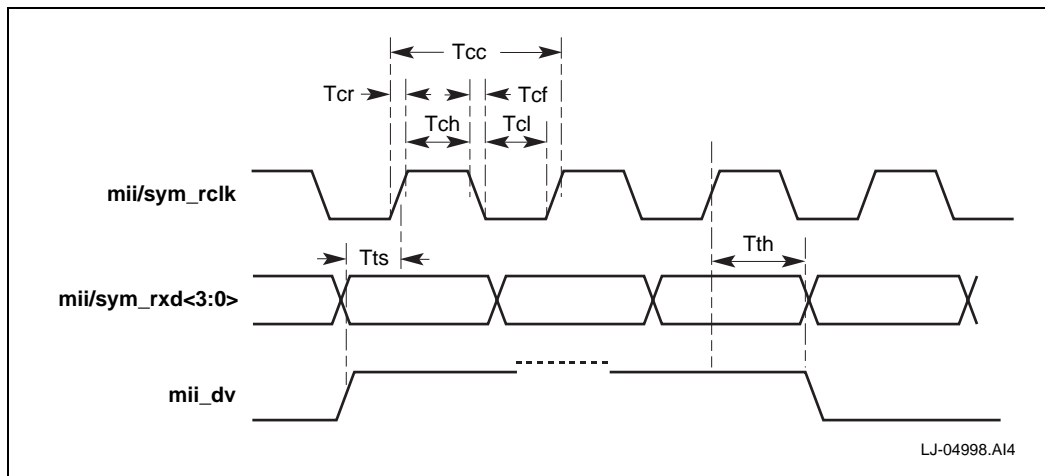 Tcc
Tcr
Tcf
Tch
Tcl
mii/sym_rclk
Tts
Tth
mii/sym_rxd<3:0>
mii_dv
LJ-04998.AI4